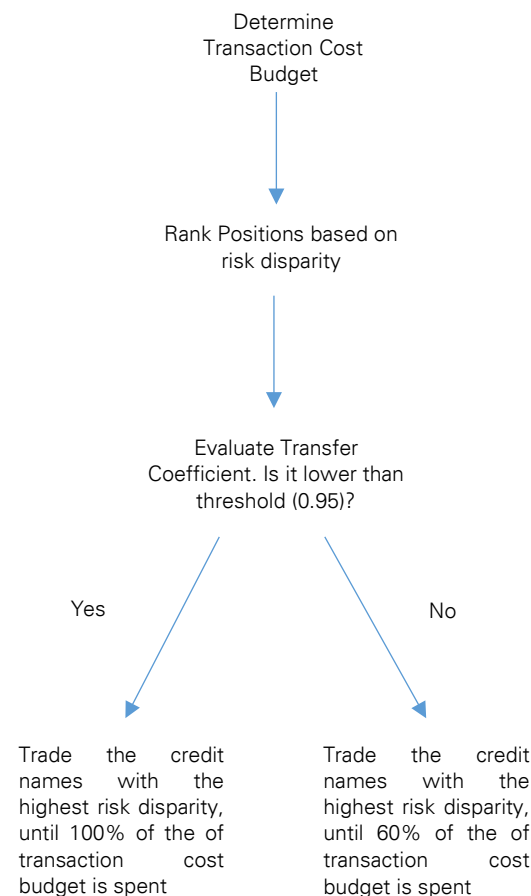 Determine
Transaction Cost
Budget
Rank Positions based on
risk disparity
Evaluate Transfer
Coefficient. Is it lower than
threshold (0.95)?
Yes
No
Trade the credit
names with the
highest risk disparity,
until 100% of the of
transaction cost
budget is spent
Trade the credit
names with the
highest risk disparity,
until 60% of the of
transaction cost
budget is spent